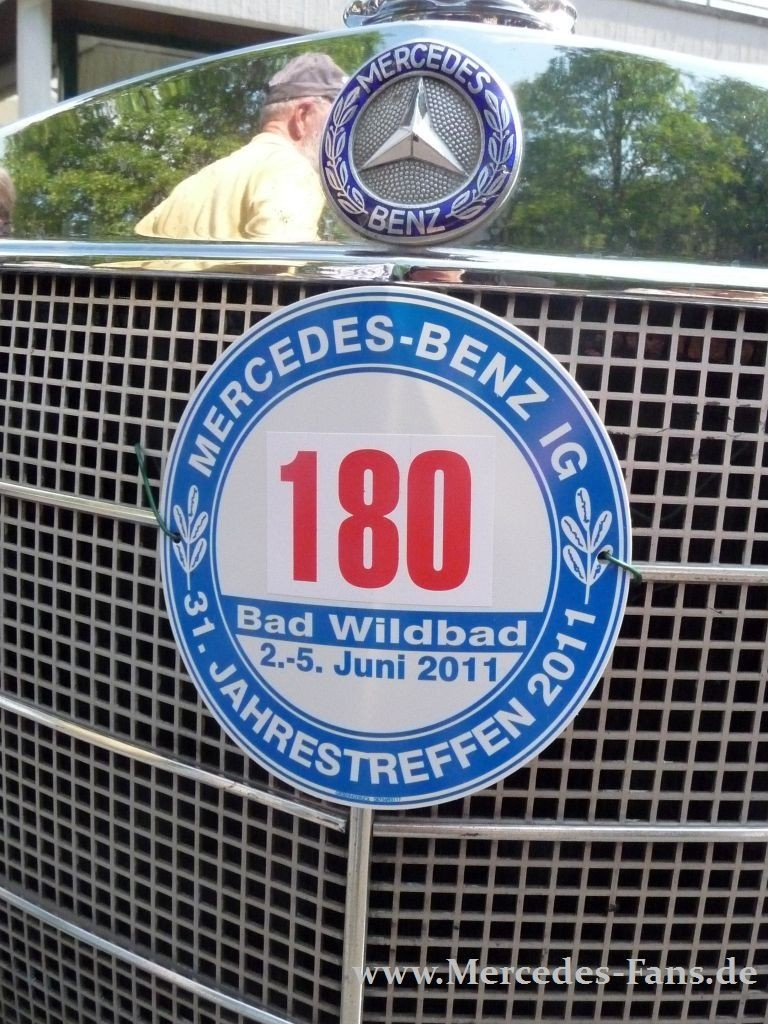 MERCEDES
BENZ
MERCEDES-BENZ IG
180
Bad Wildbad
2.-5. Juni 2011
31. JAHRESTREFFEN 2011
www.Mercedes-Fans.de